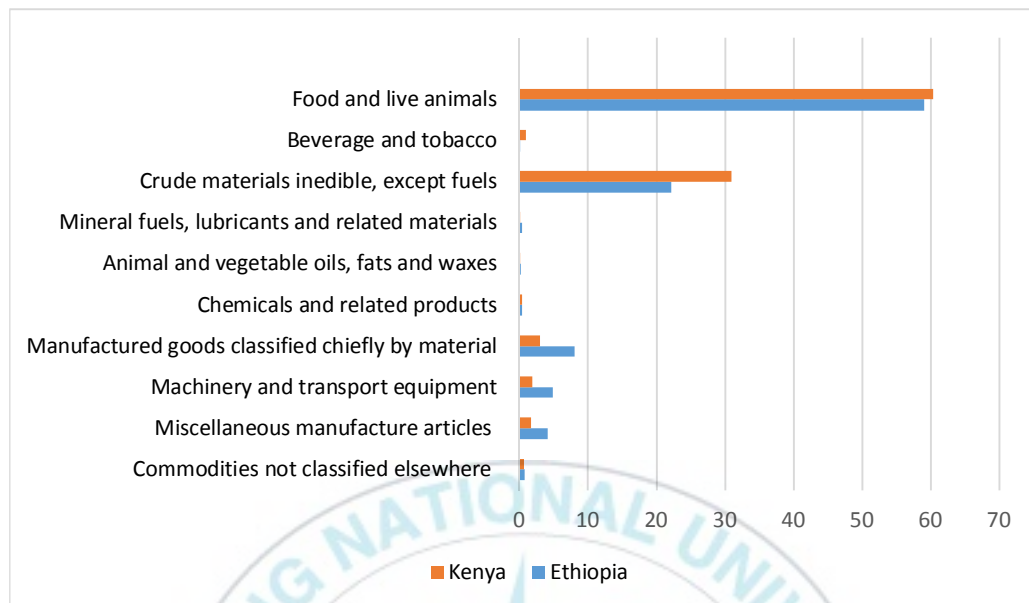 Food and live animals
Beverage and tobacco
Crude materials inedible, except fuels
Mineral fuels, lubricants and related materials
Animal and vegetable oils, fats and waxes
Chemicals and related products
Manufactured goods classified chiefly by material
Machinery and transport equipment
Miscellaneous manufacture articles
Commodities not classified elsewhere
0 10 20 30 40 50 60 70
NATIONAL
Kenya Ethiopia